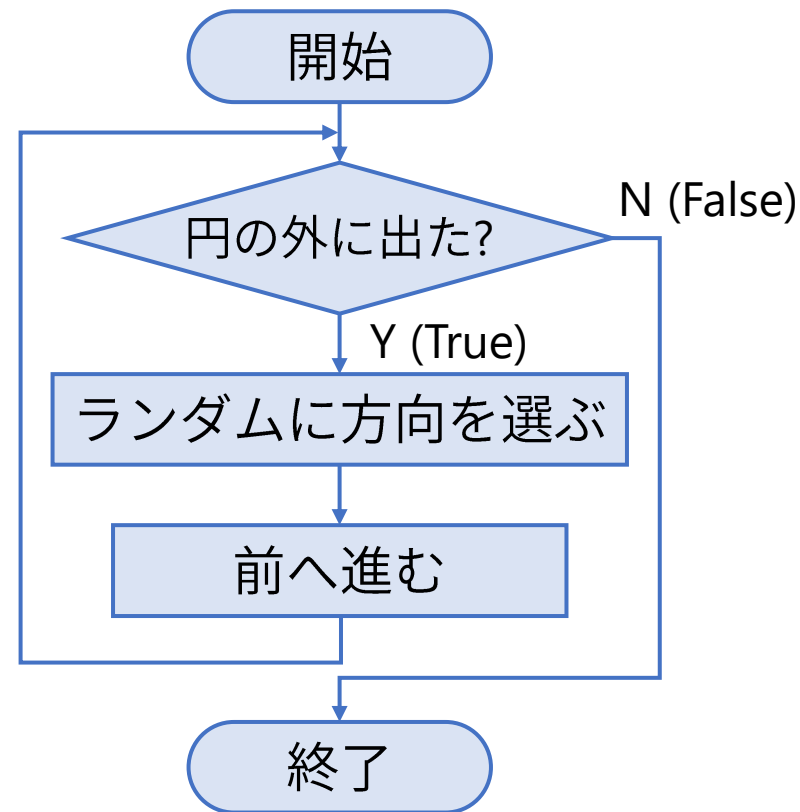 開始
円の外に出た?
N (False)
Y (True)
ランダムに方向を選ぶ
前へ進む
終了